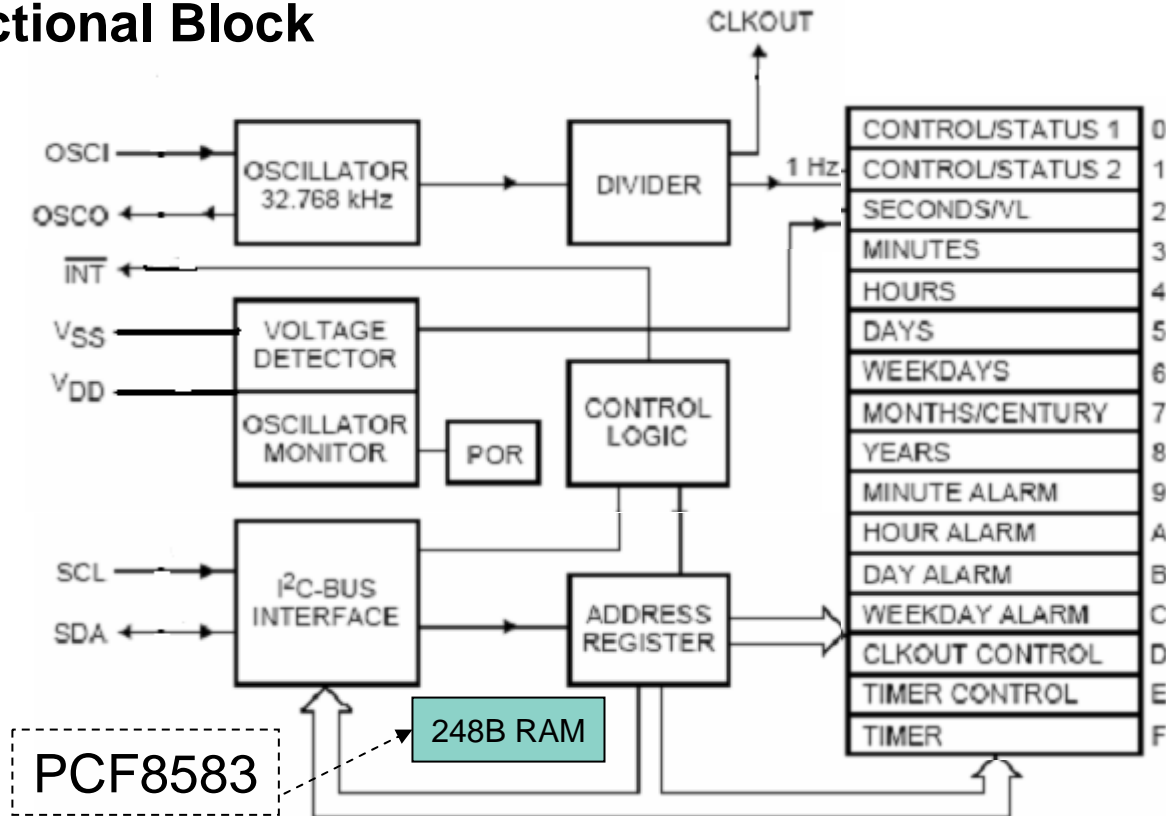 ctional Block
CLKOUT
OSCI
OSCO
INT
VSS
VDD
SCL
SDA
OSCILLATOR
32.768 kHz
DIVIDER
1 Hz
VOLTAGE
DETECTOR
OSCILLATOR
MONITOR
POR
CONTROL
LOGIC
I²C-BUS
INTERFACE
ADDRESS
REGISTER
CONTROL/STATUS 1 0
CONTROL/STATUS 2 1
SECONDS/VL 2
MINUTES 3
HOURS 4
DAYS 5
WEEKDAYS 6
MONTHS/CENTURY 7
YEARS 8
MINUTE ALARM 9
HOUR ALARM A
DAY ALARM B
WEEKDAY ALARM C
CLKOUT CONTROL D
TIMER CONTROL E
TIMER F
248B RAM
PCF8583